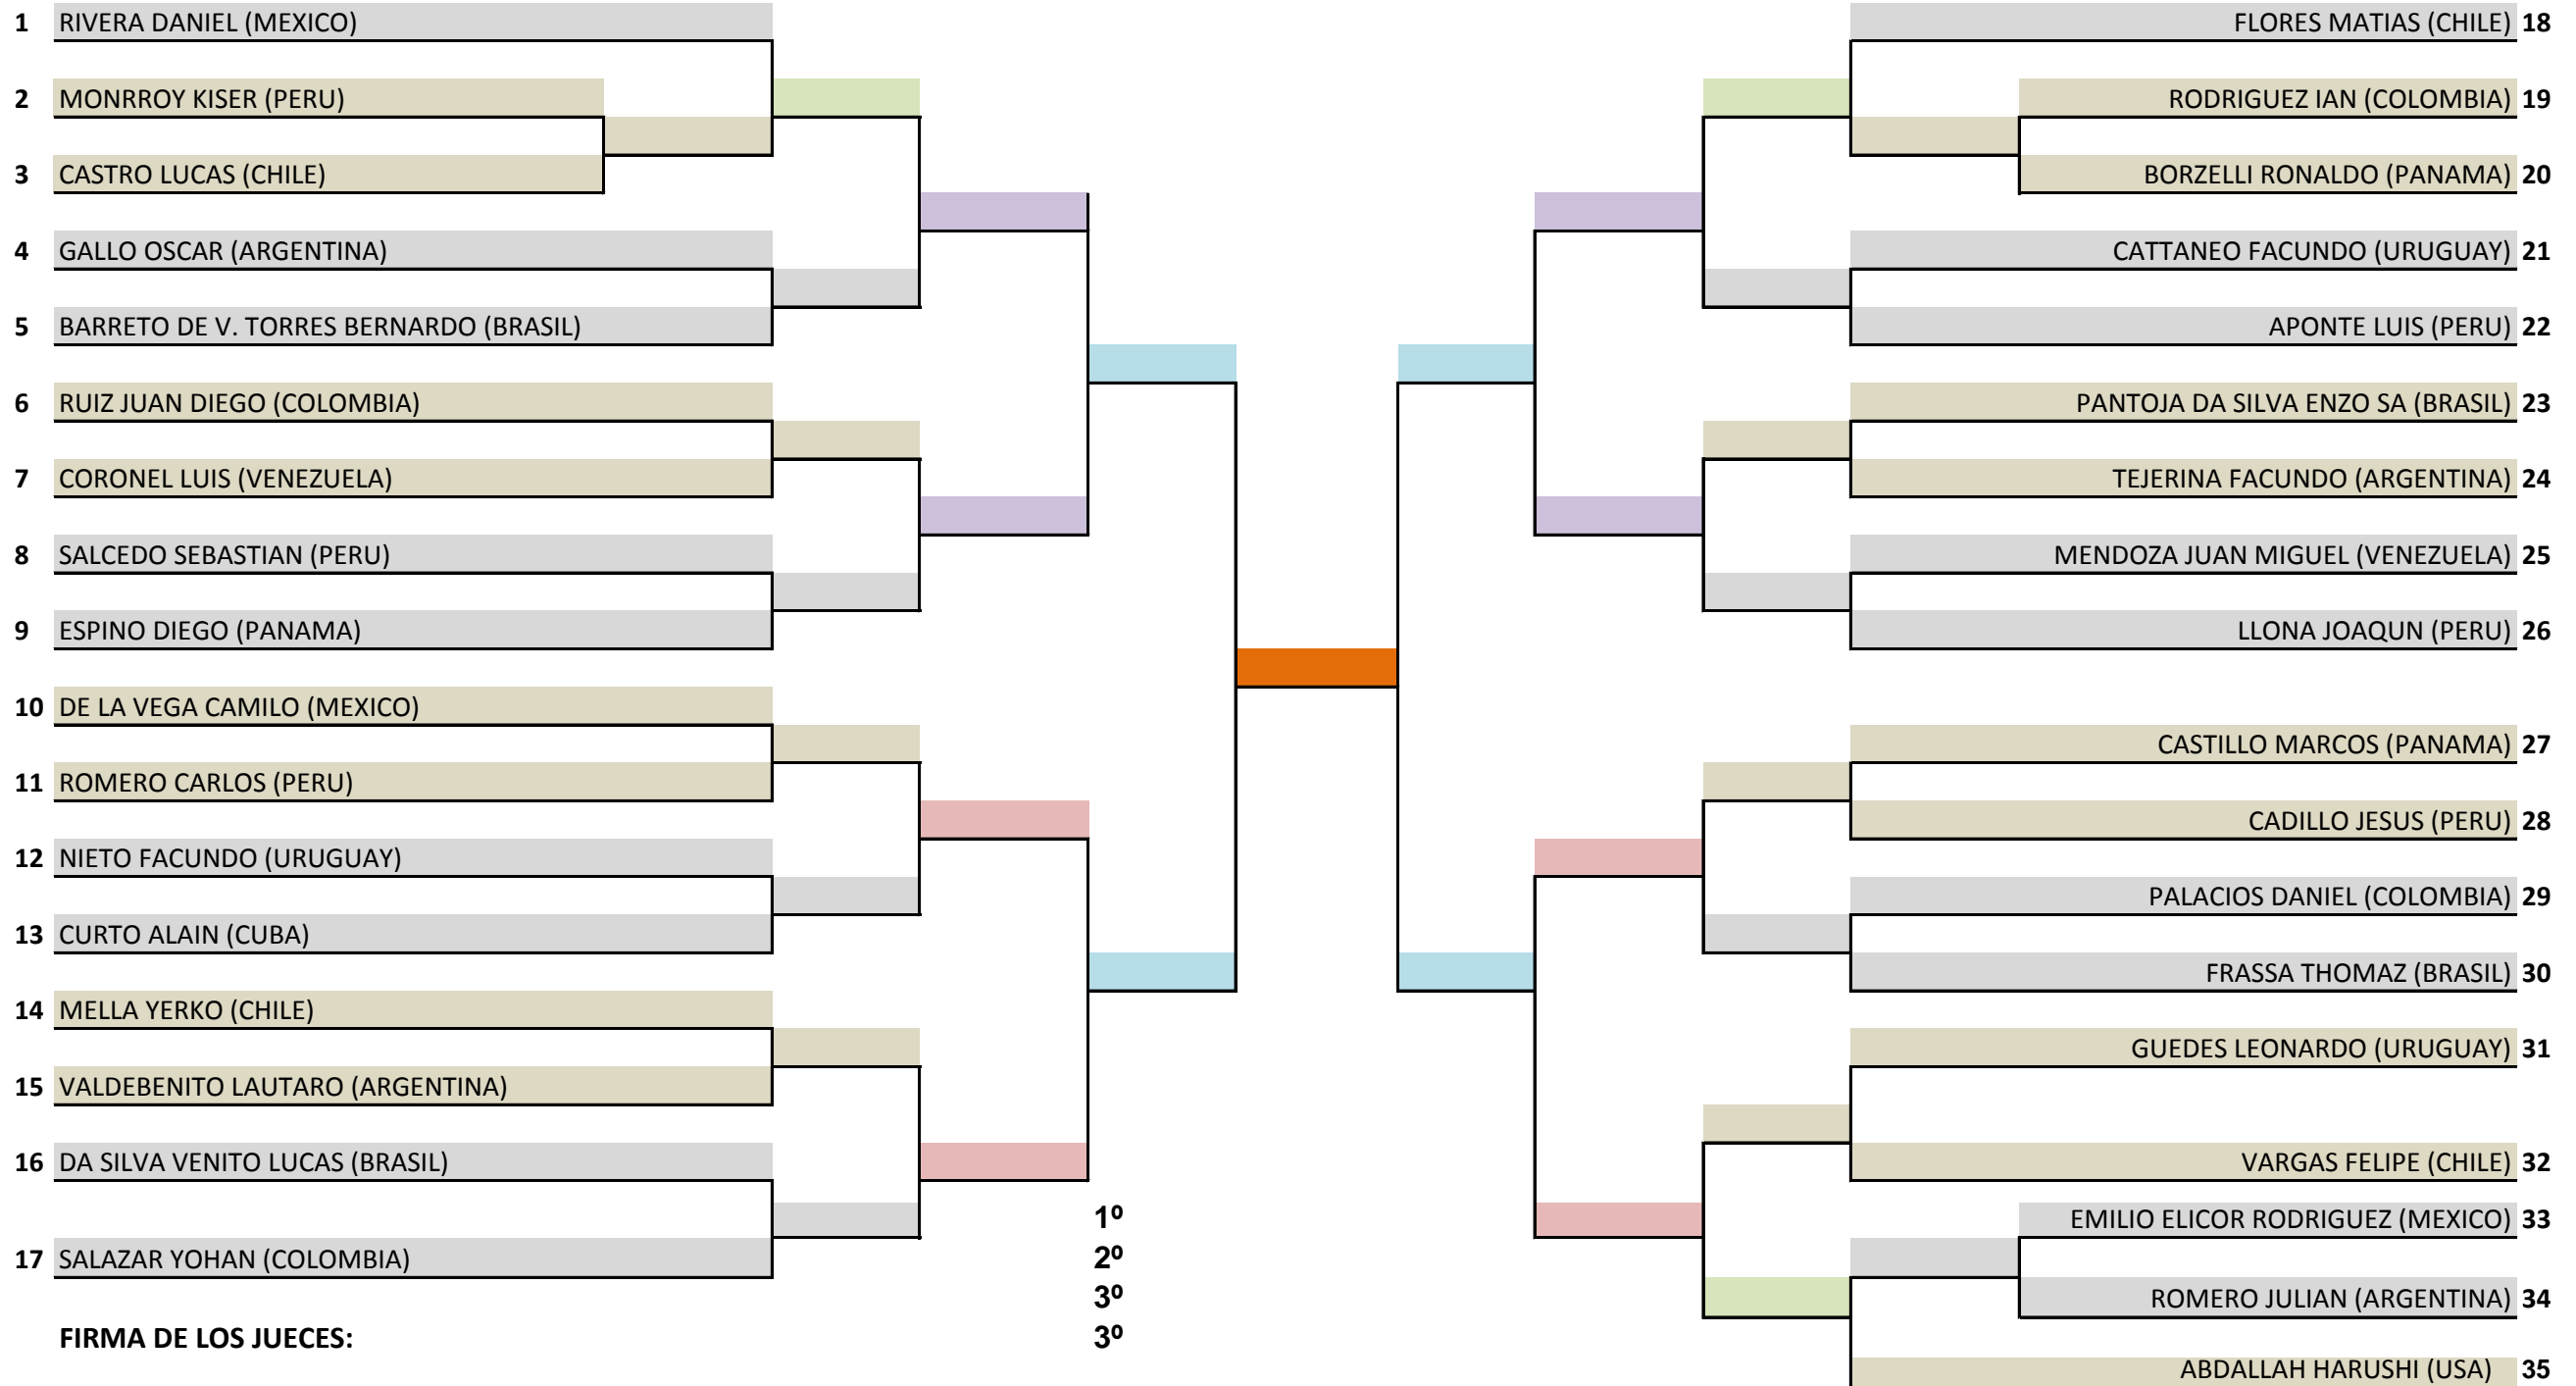 1 RIVERA DANIEL (MEXICO)
2 MONRROY KISER (PERU)
3 CASTRO LUCAS (CHILE)
4 GALLO OSCAR (ARGENTINA)
5 BARRETO DE V. TORRES BERNARDO (BRASIL)
6 RUIZ JUAN DIEGO (COLOMBIA)
7 CORONEL LUIS (VENEZUELA)
8 SALCEDO SEBASTIAN (PERU)
9 ESPINO DIEGO (PANAMA)
10 DE LA VEGA CAMILO (MEXICO)
11 ROMERO CARLOS (PERU)
12 NIETO FACUNDO (URUGUAY)
13 CURTO ALAIN (CUBA)
14 MELLA YERKO (CHILE)
15 VALDEBENITO LAUTARO (ARGENTINA)
16 DA SILVA VENITO LUCAS (BRASIL)
17 SALAZAR YOHAN (COLOMBIA)
FIRMA DE LOS JUECES:
1º
2º
3º
3º
FLORES MATIAS (CHILE) 18
RODRIGUEZ IAN (COLOMBIA) 19
BORZELLI RONALDO (PANAMA) 20
CATTANEO FACUNDO (URUGUAY) 21
APONTE LUIS (PERU) 22
PANTOJA DA SILVA ENZO SA (BRASIL) 23
TEJERINA FACUNDO (ARGENTINA) 24
MENDOZA JUAN MIGUEL (VENEZUELA) 25
LLONA JOAQUN (PERU) 26
CASTILLO MARCOS (PANAMA) 27
CADILLO JESUS (PERU) 28
PALACIOS DANIEL (COLOMBIA) 29
FRASSA THOMAZ (BRASIL) 30
GUEDES LEONARDO (URUGUAY) 31
VARGAS FELIPE (CHILE) 32
EMILIO ELICOR RODRIGUEZ (MEXICO) 33
ROMERO JULIAN (ARGENTINA) 34
ABDALLAH HARUSHI (USA) 35